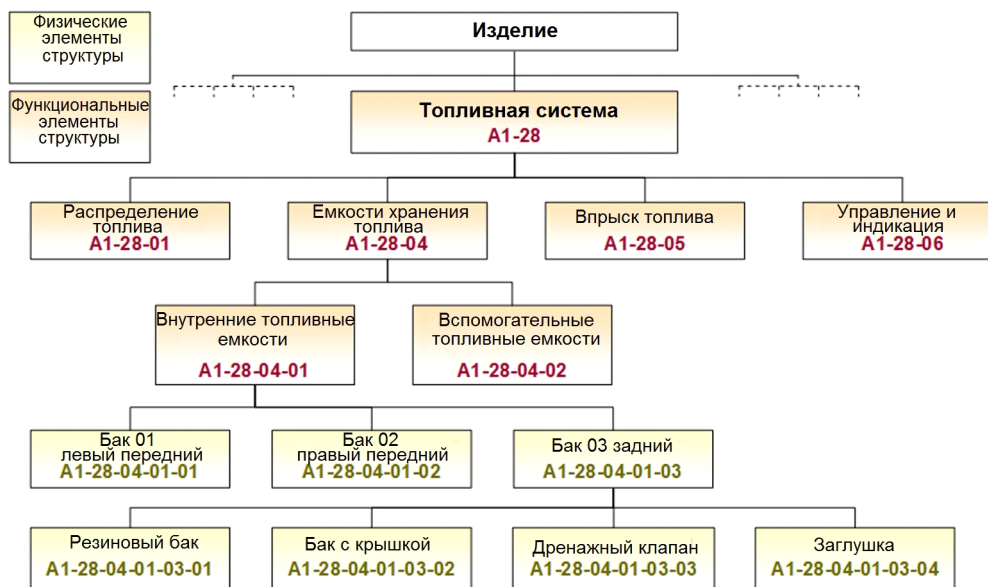 Физические
элементы
структуры
Изделие
Функциональные
элементы
структуры
Топливная система
A1-28
Распределение
топлива
A1-28-01
Емкости хранения
топлива
A1-28-04
Впрыск топлива
A1-28-05
Управление и
индикация
A1-28-06
Внутренние топливные
емкости
A1-28-04-01
Вспомогательные
топливные емкости
A1-28-04-02
Бак 01
левый передний
A1-28-04-01-01
Бак 02
правый передний
A1-28-04-01-02
Бак 03 задний
A1-28-04-01-03
Резиновый бак
A1-28-04-01-03-01
Бак с крышкой
A1-28-04-01-03-02
Дренажный клапан
A1-28-04-01-03-03
Заглушка
A1-28-04-01-03-04